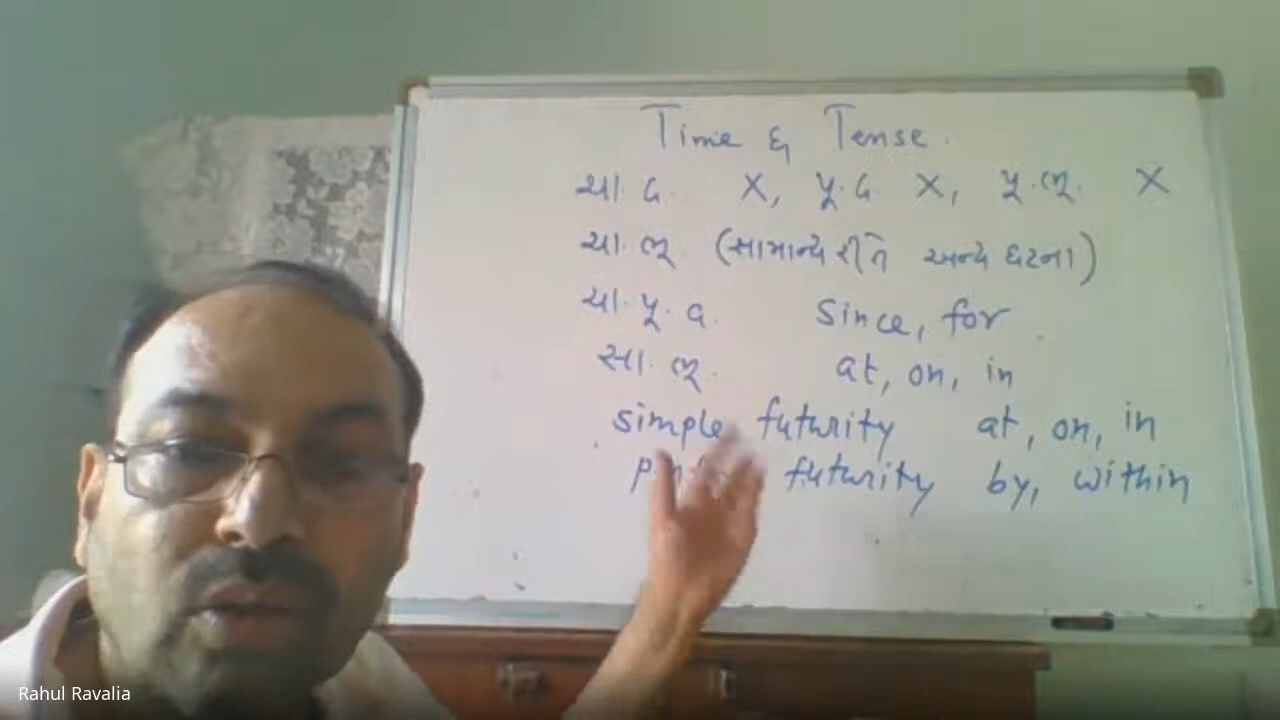 Time & Tense.
ચા. વ. X, પૂ. વ. X, પૂ. ભૂ. X
ચા. ભૂ. (સામાન્ય રીતે અન્ય ઘટના)
ચા. પૂ. વ. Since, for
સા. ભૂ. at, on, in
simple futurity at, on, in
futurity by, within
Rahul Ravalia